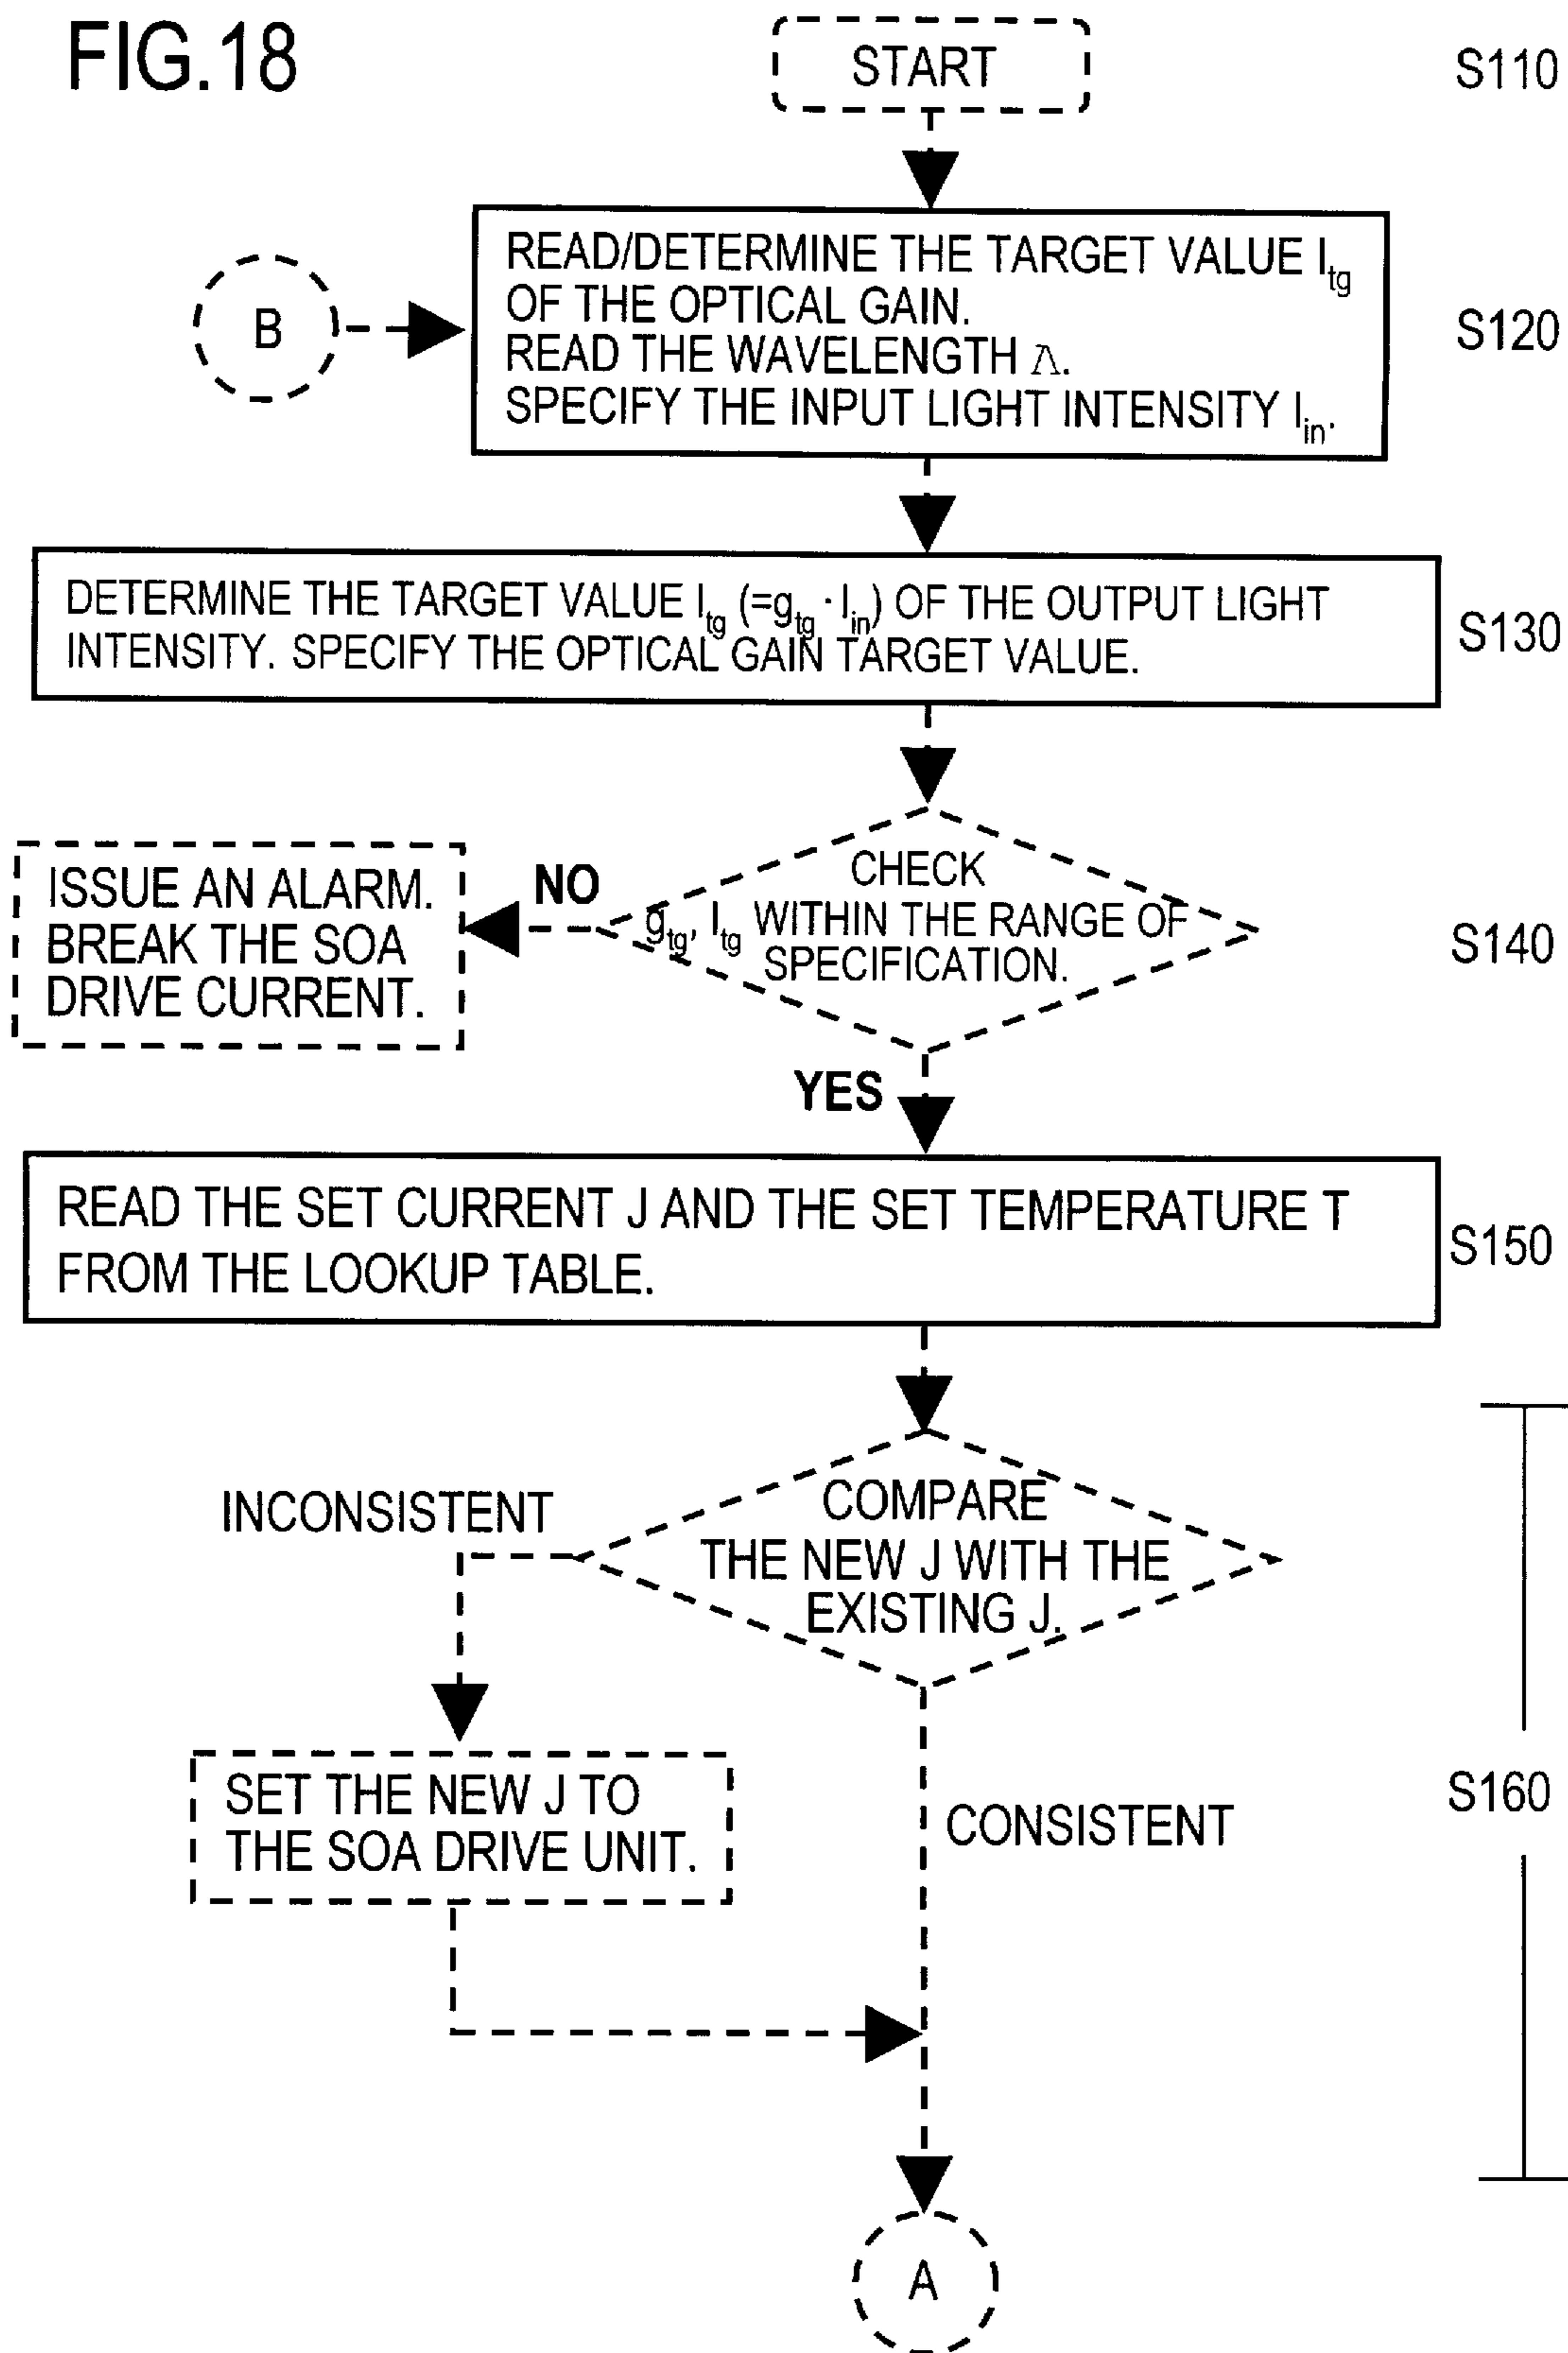 FIG.18
START
S110
READ/DETERMINE THE TARGET VALUE Itg
OF THE OPTICAL GAIN.
READ THE WAVELENGTH Λ.
SPECIFY THE INPUT LIGHT INTENSITY Iin.
B
S120
DETERMINE THE TARGET VALUE Itg (=gtg · Iin) OF THE OUTPUT LIGHT
INTENSITY. SPECIFY THE OPTICAL GAIN TARGET VALUE.
S130
CHECK
gtg, Itg WITHIN THE RANGE OF
SPECIFICATION.
S140
NO
ISSUE AN ALARM.
BREAK THE SOA
DRIVE CURRENT.
YES
READ THE SET CURRENT J AND THE SET TEMPERATURE T
FROM THE LOOKUP TABLE.
S150
COMPARE
THE NEW J WITH THE
EXISTING J.
INCONSISTENT
SET THE NEW J TO
THE SOA DRIVE UNIT.
CONSISTENT
S160
A